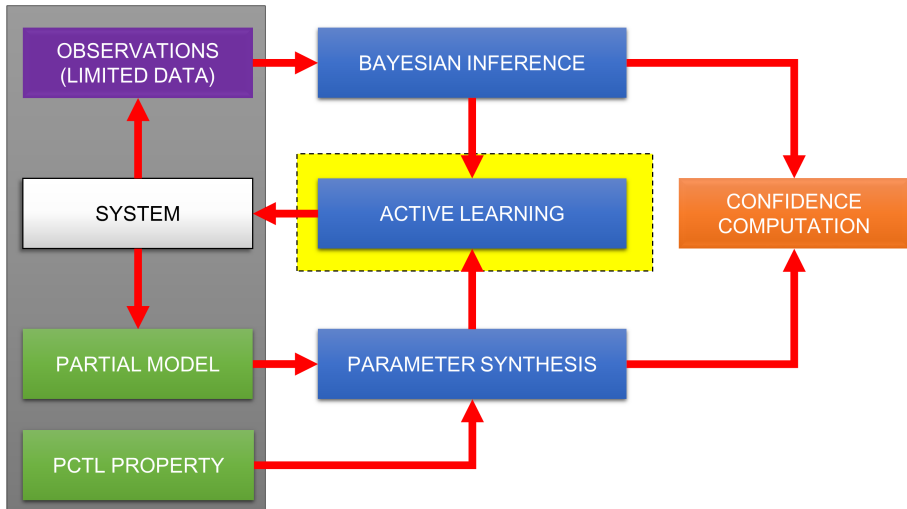 OBSERVATIONS
(LIMITED DATA)
BAYESIAN INFERENCE
SYSTEM
ACTIVE LEARNING
CONFIDENCE
COMPUTATION
PARTIAL MODEL
PARAMETER SYNTHESIS
PCTL PROPERTY